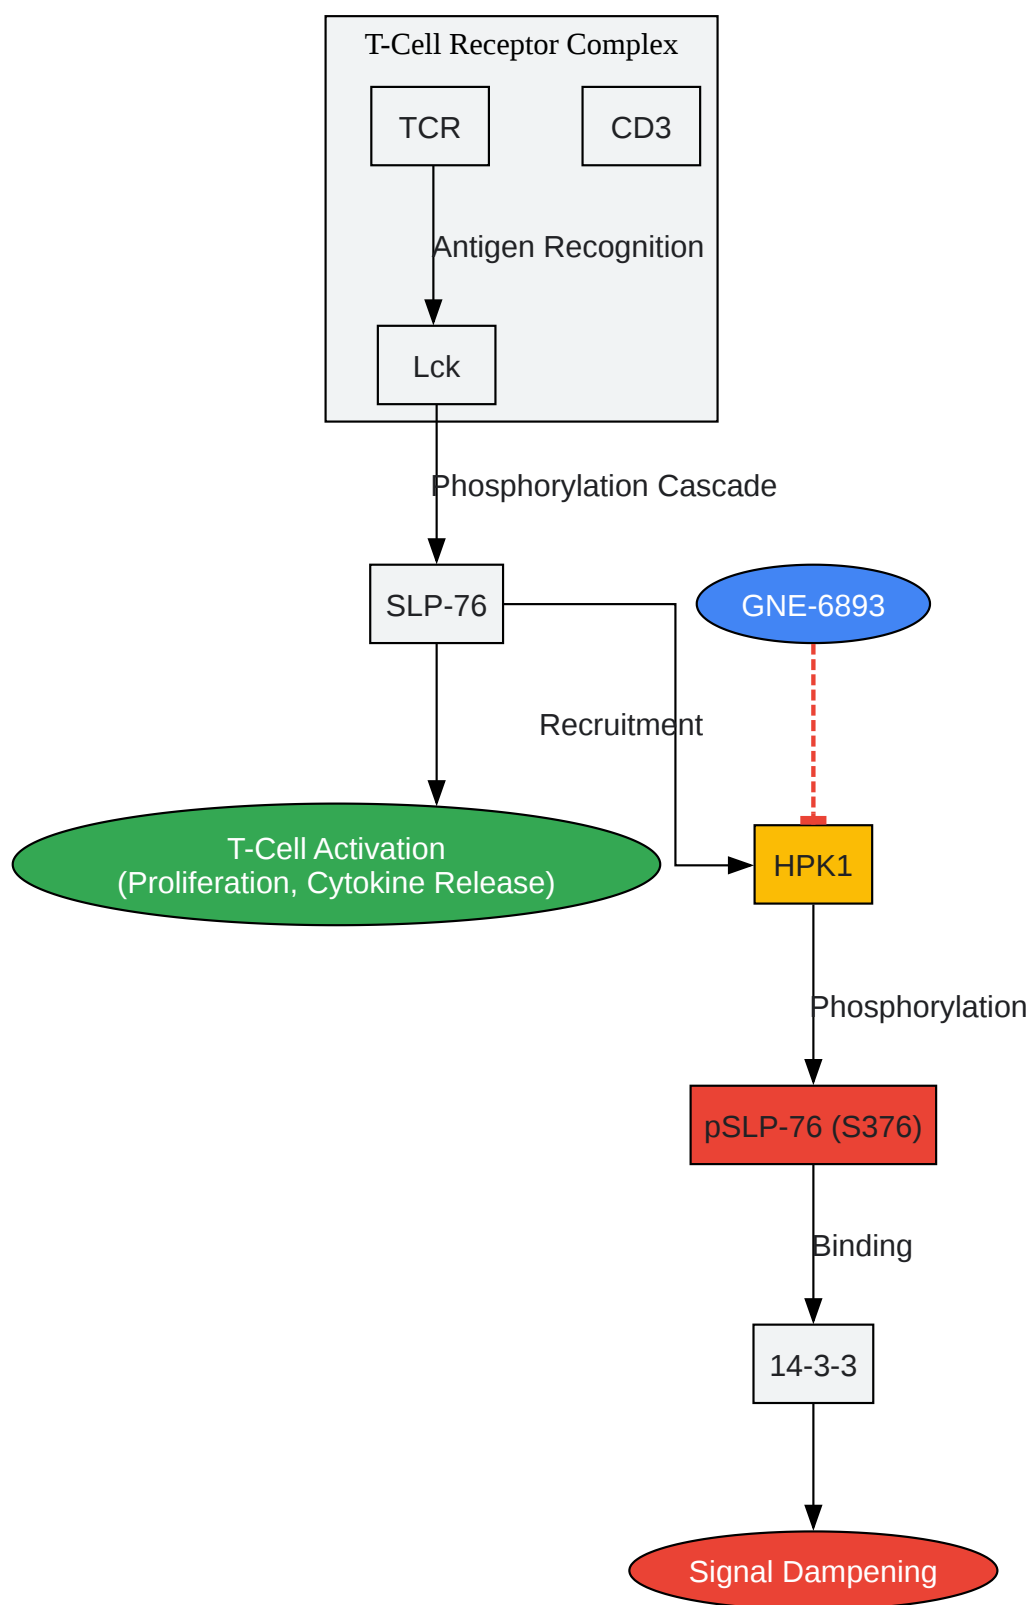 T-Cell Receptor Complex
TCR
CD3
Antigen Recognition
Lck
Phosphorylation Cascade
SLP-76
GNE-6893
Recruitment
T-Cell Activation
(Proliferation, Cytokine Release)
HPK1
Phosphorylation
pSLP-76 (S376)
Binding
14-3-3
Signal Dampening